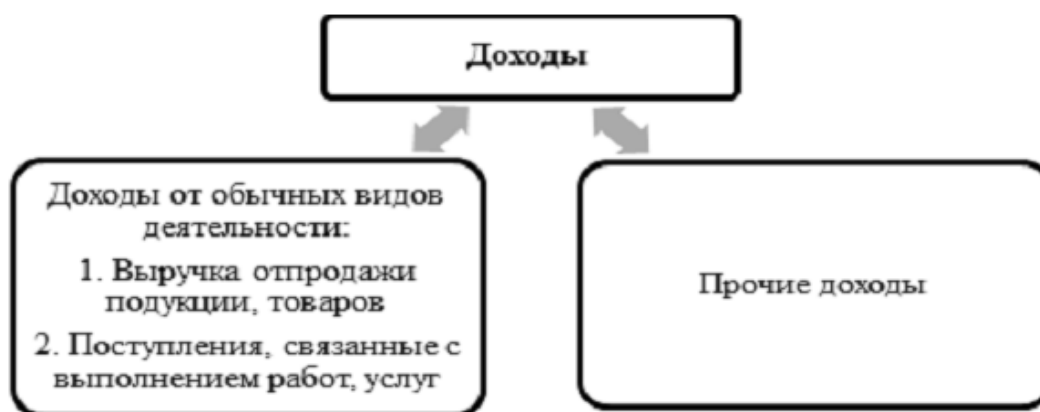 Доходы
Доходы от обычных видов
деятельности:
1. Выручка отпродажи
подукции, товаров
2. Поступления, связанные с
выполнением работ, услуг
Прочие доходы